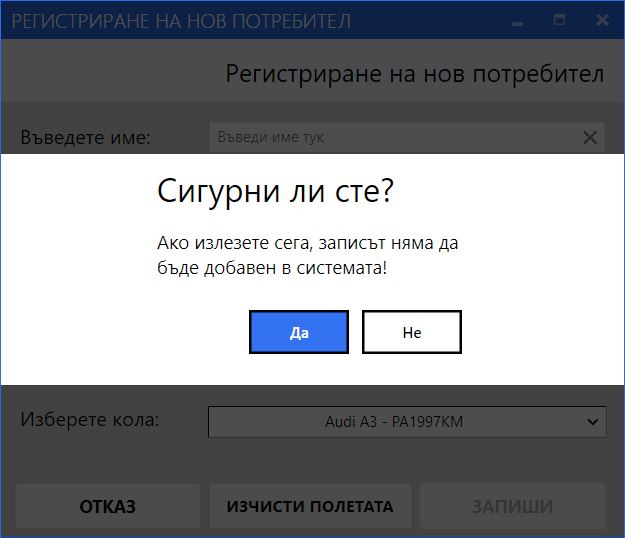 РЕГИСТРИРАНЕ НА НОВ ПОТРЕБИТЕЛ
Регистриране на нов потребител
Въведете име:
Въведи име тук
Сигурни ли сте?
Ако излезете сега, записът няма да
бъде добавен в системата!
Да
Не
Изберете кола:
Audi A3 - PA1997KM
ОТКАЗ
ИЗЧИСТИ ПОЛЕТАТА
ЗАПИШИ